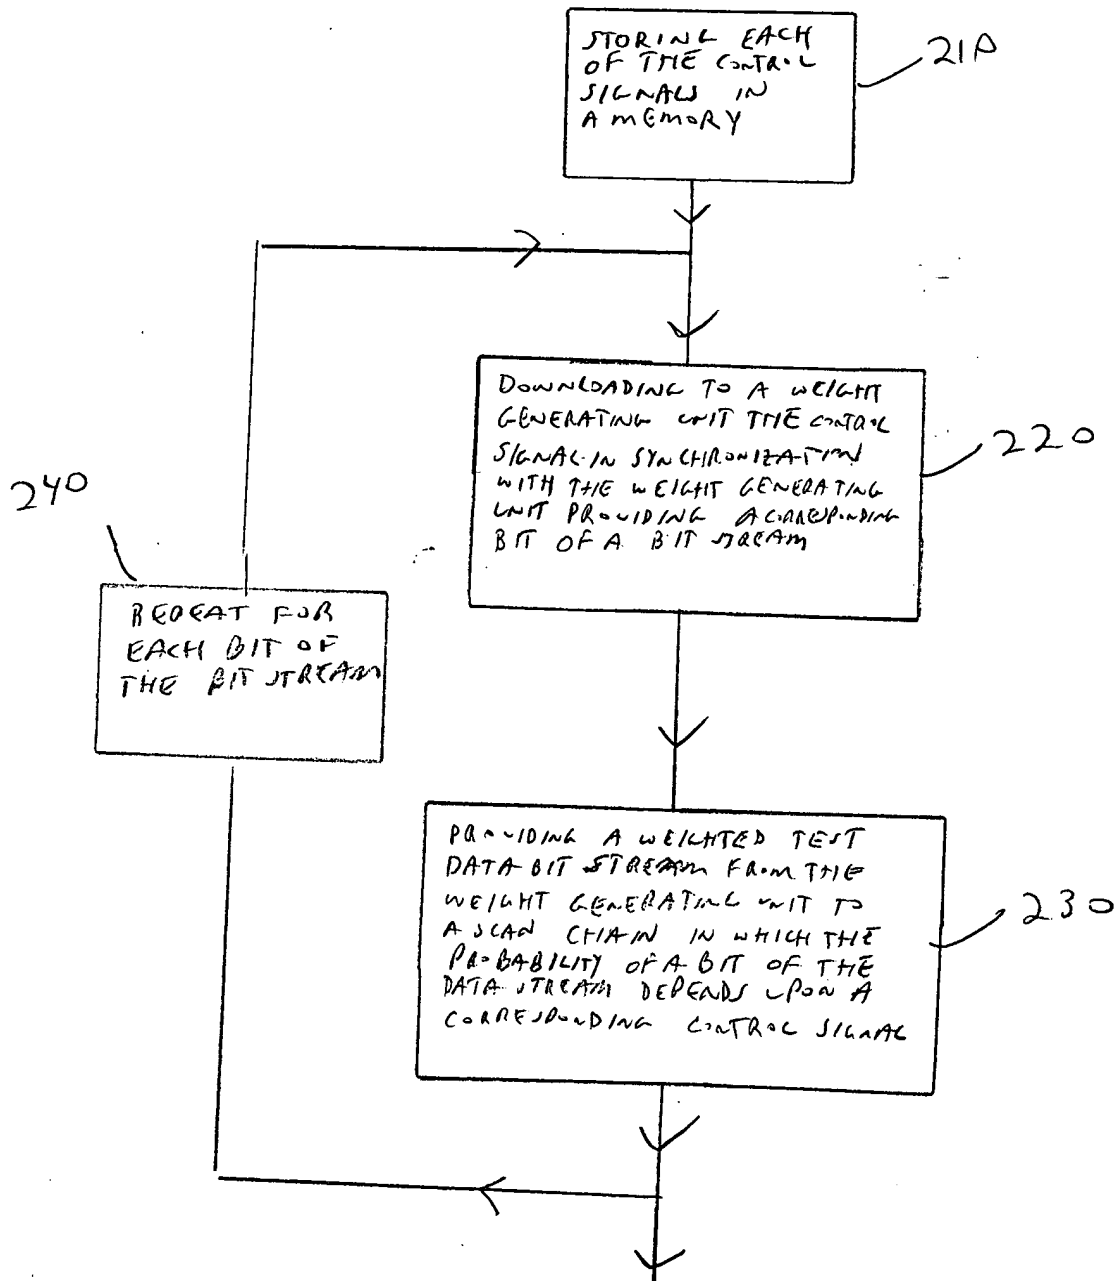 STORING EACH
OF THE CONTROL
SIGNALS IN
A MEMORY
210
DOWNLOADING TO A WEIGHT
GENERATING UNIT THE CONTROL
SIGNAL IN SYNCHRONIZATION
WITH THE WEIGHT GENERATING
UNIT PROVIDING A CORRESPONDING
BIT OF A BIT STREAM
220
240
REPEAT FOR
EACH BIT OF
THE BIT STREAM
PROVIDING A WEIGHTED TEST
DATA BIT STREAM FROM THE
WEIGHT GENERATING UNIT TO
A SCAN CHAIN IN WHICH THE
PROBABILITY OF A BIT OF THE
DATA STREAM DEPENDS UPON A
CORRESPONDING CONTROL SIGNAL
230